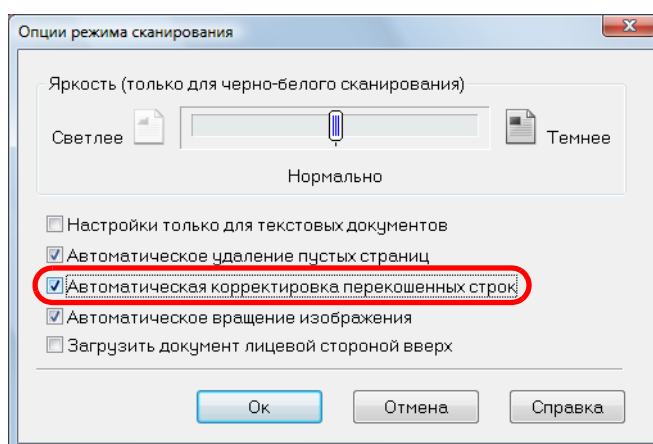 Опции режима сканирования
Яркость (только для черно-белого сканирования)
Светлее Темнее
Нормально
Настройки только для текстовых документов
Автоматическое удаление пустых страниц
Автоматическая корректировка перекошенных строк
Автоматическое вращение изображения
Загрузить документ лицевой стороной вверх
Ок Отмена Справка